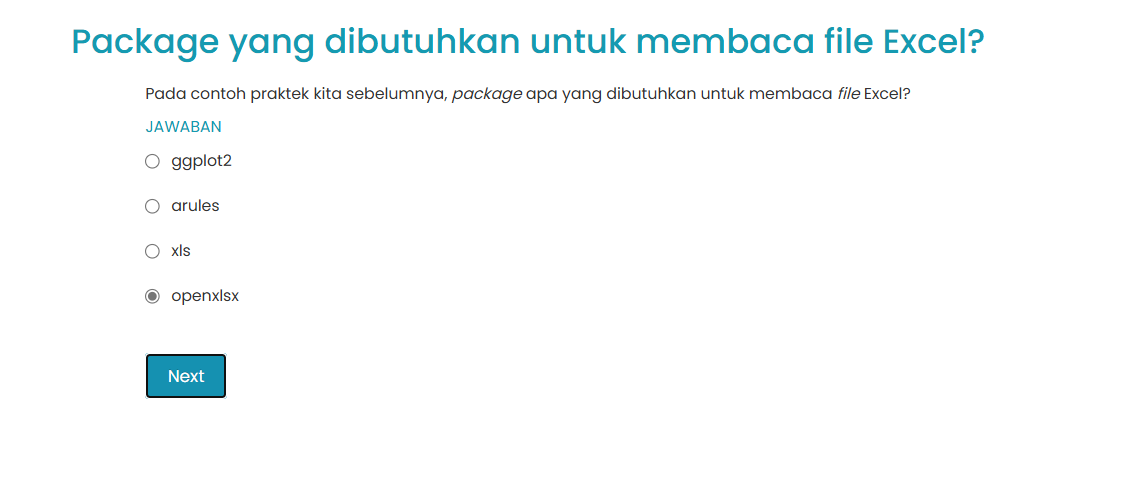 Package yang dibutuhkan untuk membaca file Excel?
Pada contoh praktek kita sebelumnya, package apa yang dibutuhkan untuk membaca file Excel?
JAWABAN
ggplot2
arules
xls
openxlsx
Next